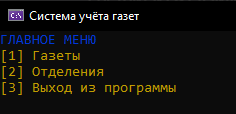 Система учёта газет
ГЛАВНОЕ МЕНЮ
[1] Газеты
[2] Отделения
[3] Выход из программы